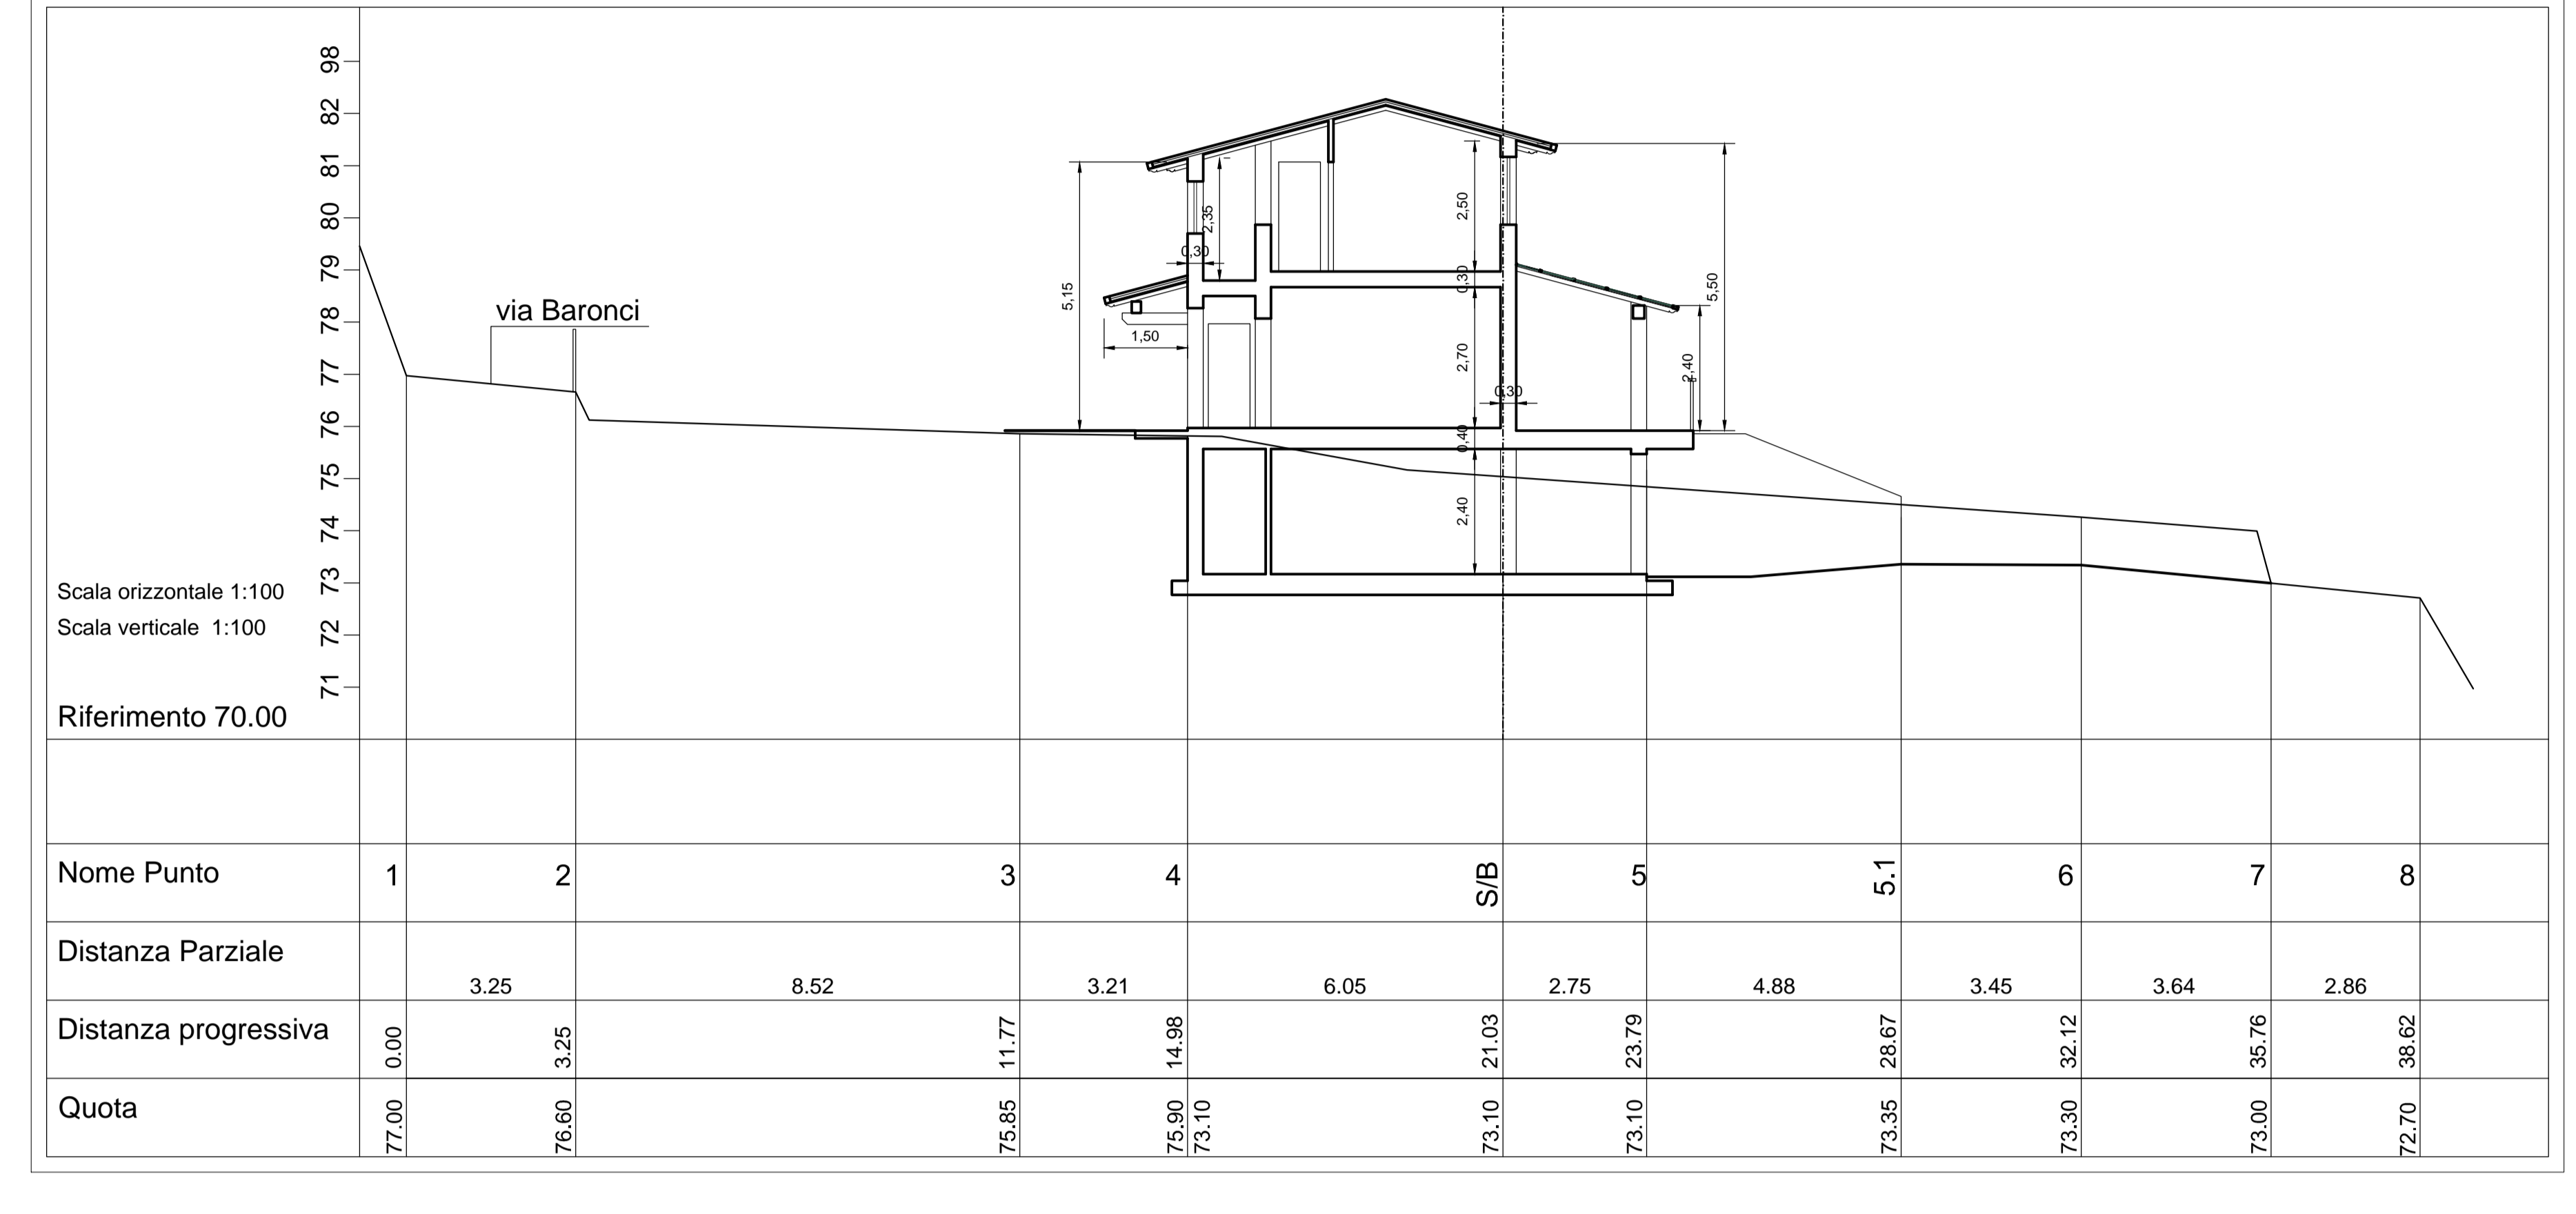 98
82
81
80
79
78
77
76
75
74
73
72
71
via Baronci
5,15
1,50
0,30
2,35
2,50
0,30
2,70
0,30
0,40
2,40
2,40
5,50
Scala orizzontale 1:100
Scala verticale 1:100
Riferimento 70.00
Nome Punto 1 2 3 4 S/B 5 5.1 6 7 8
Distanza Parziale
3.25 8.52 3.21 6.05 2.75 4.88 3.45 3.64 2.86
Distanza progressiva 0.00 3.25 11.77 14.98 21.03 23.79 28.67 32.12 35.76 38.62
Quota 77.00 76.60 75.85 75.90 73.10 73.10 73.10 73.35 73.30 73.00 72.70